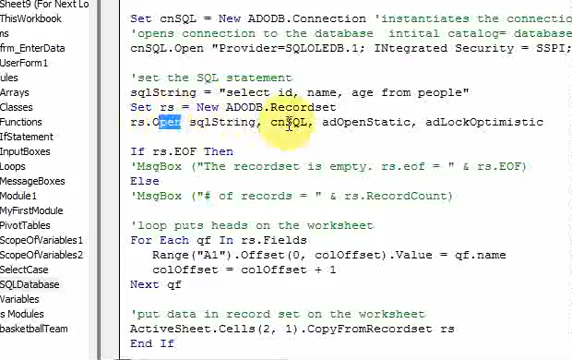 Sheet9 (For Next Lo
ThisWorkbook
ms
frm_EnterData
UserForm1
ules
Arrays
Classes
Functions
IfStatement
InputBoxes
Loops
MessageBoxes
Module1
MyFirstModule
PivotTables
ScopeOfVariables1
ScopeOfVariables2
SelectCase
SQLDatabase
Variables
s Modules
basketballTeam
Set cnSQL = New ADODB.Connection 'instantiates the connectio
'opens connection to the database intital catalog= database
cnSQL.Open "Provider=SQLOLEDB.1; INtegrated Security = SSPI;
'set the SQL statement
sqlString = "select id, name, age from people"
Set rs = New ADODB.Recordset
rs.Open sqlString, cnSQL, adOpenStatic, adLockOptimistic
If rs.EOF Then
'MsgBox ("The recordset is empty. rs.eof = " & rs.EOF)
Else
'MsgBox ("# of records = " & rs.RecordCount)
'loop puts heads on the worksheet
For Each qf In rs.Fields
Range("A1").Offset(0, colOffset).Value = qf.name
colOffset = colOffset + 1
Next qf
'put data in record set on the worksheet
ActiveSheet.Cells(2, 1).CopyFromRecordset rs
End If